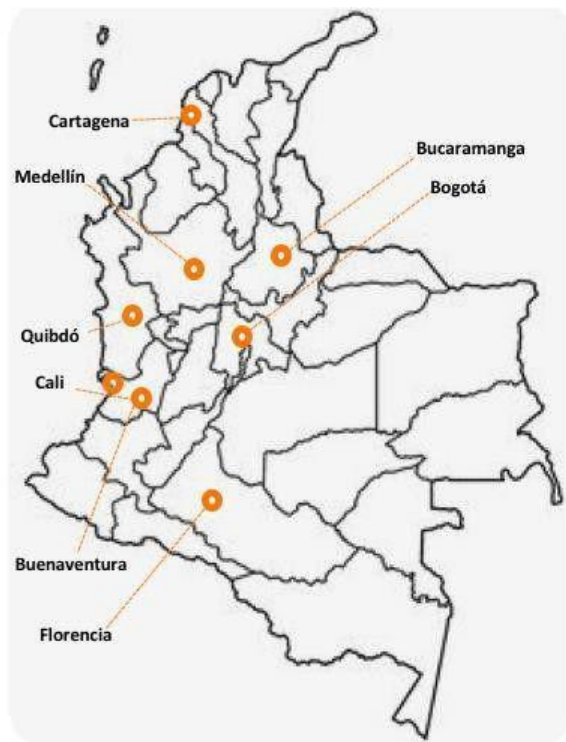 Cartagena
Bucaramanga
Medellín
Bogotá
Quibdó
Cali
Buenaventura
Florencia